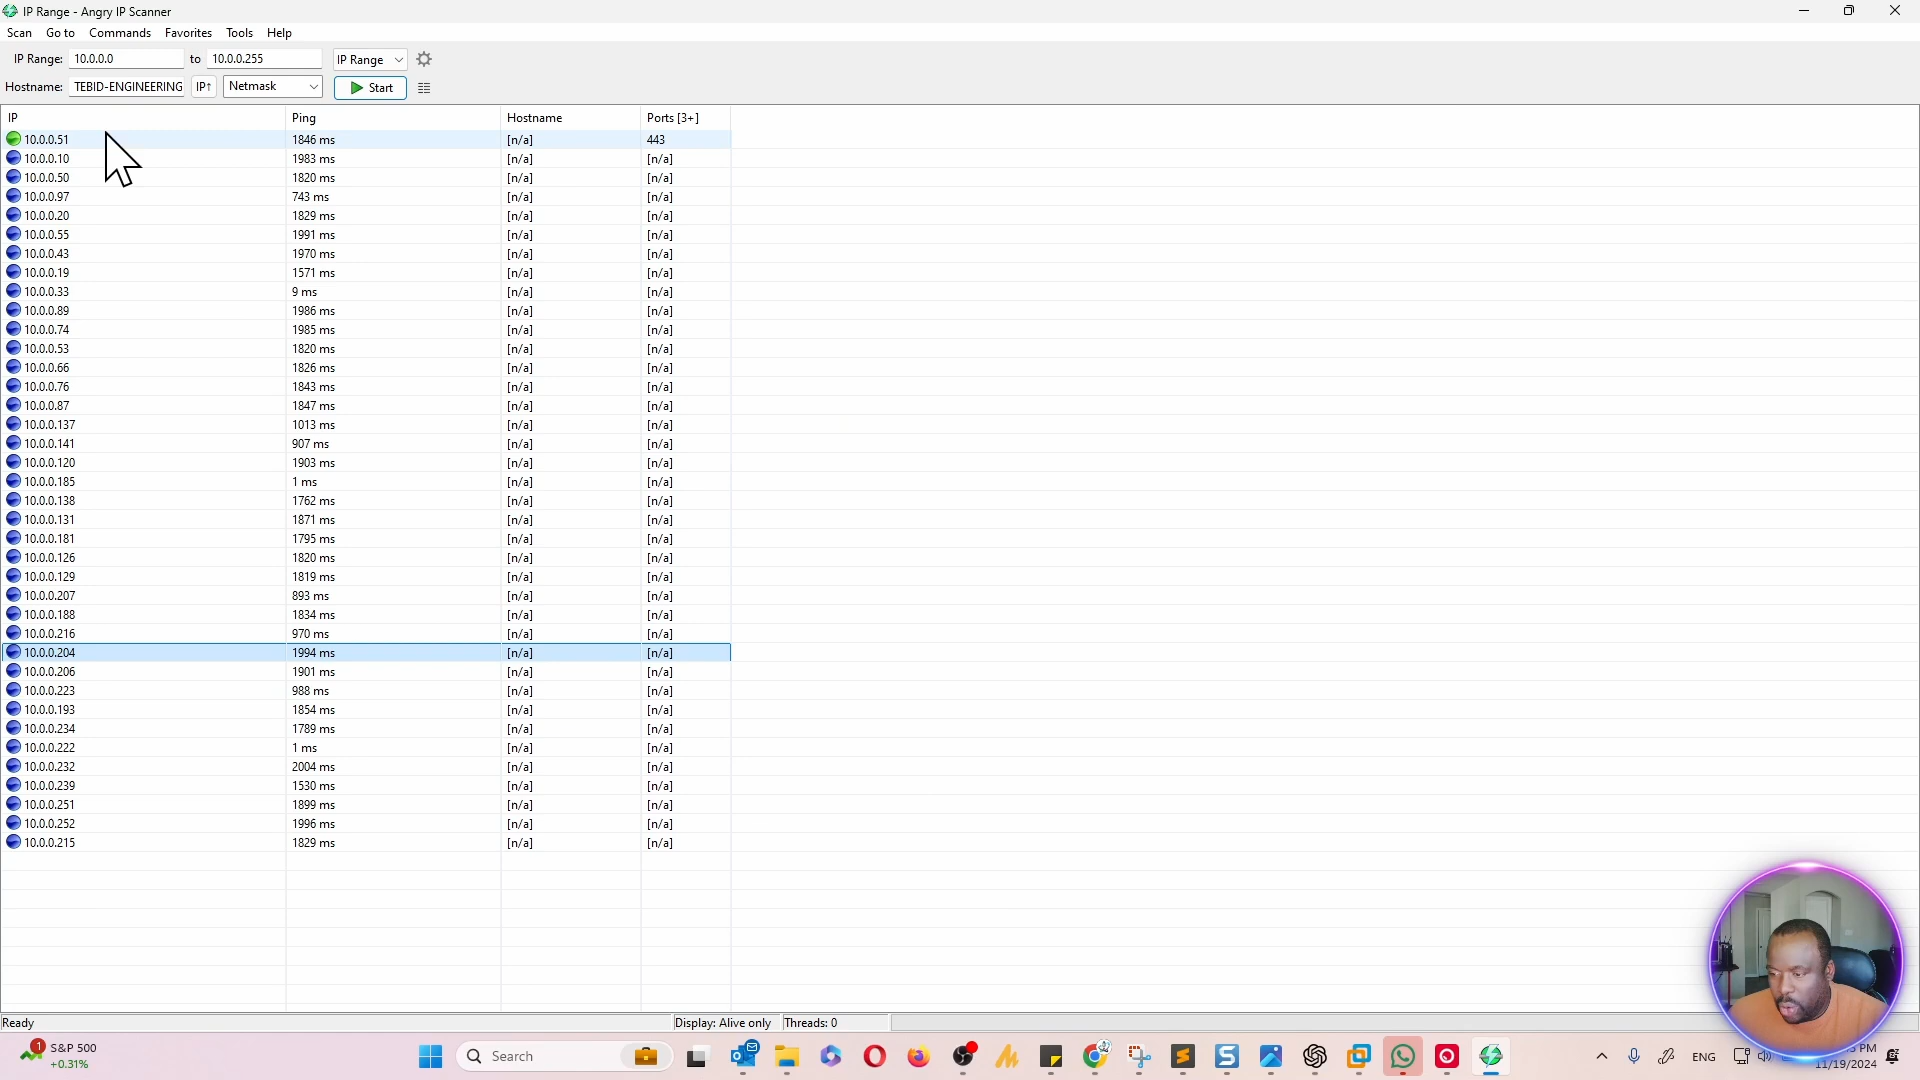 IP Range - Angry IP Scanner
Scan Go to Commands Favorites Tools Help
IP Range: 10.0.0.0 to 10.0.0.255 IP Range
Hostname: TEBID-ENGINEERING IP↑ Netmask Start
IP Ping Hostname Ports [3+]
10.0.0.51 1846 ms [n/a] 443
10.0.0.10 1983 ms [n/a] [n/a]
10.0.0.50 1820 ms [n/a] [n/a]
10.0.0.97 743 ms [n/a] [n/a]
10.0.0.20 1829 ms [n/a] [n/a]
10.0.0.55 1991 ms [n/a] [n/a]
10.0.0.43 1970 ms [n/a] [n/a]
10.0.0.19 1571 ms [n/a] [n/a]
10.0.0.33 9 ms [n/a] [n/a]
10.0.0.89 1986 ms [n/a] [n/a]
10.0.0.74 1985 ms [n/a] [n/a]
10.0.0.53 1820 ms [n/a] [n/a]
10.0.0.66 1826 ms [n/a] [n/a]
10.0.0.76 1843 ms [n/a] [n/a]
10.0.0.87 1847 ms [n/a] [n/a]
10.0.0.137 1013 ms [n/a] [n/a]
10.0.0.141 907 ms [n/a] [n/a]
10.0.0.120 1903 ms [n/a] [n/a]
10.0.0.185 1 ms [n/a] [n/a]
10.0.0.138 1762 ms [n/a] [n/a]
10.0.0.131 1871 ms [n/a] [n/a]
10.0.0.181 1795 ms [n/a] [n/a]
10.0.0.126 1820 ms [n/a] [n/a]
10.0.0.129 1819 ms [n/a] [n/a]
10.0.0.207 893 ms [n/a] [n/a]
10.0.0.188 1834 ms [n/a] [n/a]
10.0.0.216 970 ms [n/a] [n/a]
10.0.0.204 1994 ms [n/a] [n/a]
10.0.0.206 1901 ms [n/a] [n/a]
10.0.0.223 988 ms [n/a] [n/a]
10.0.0.193 1854 ms [n/a] [n/a]
10.0.0.234 1789 ms [n/a] [n/a]
10.0.0.222 1 ms [n/a] [n/a]
10.0.0.232 2004 ms [n/a] [n/a]
10.0.0.239 1530 ms [n/a] [n/a]
10.0.0.251 1899 ms [n/a] [n/a]
10.0.0.252 1996 ms [n/a] [n/a]
10.0.0.215 1829 ms [n/a] [n/a]
Ready Display: Alive only Threads: 0
1 S&P 500 Search ENG PM
+0.31% 11/19/2024